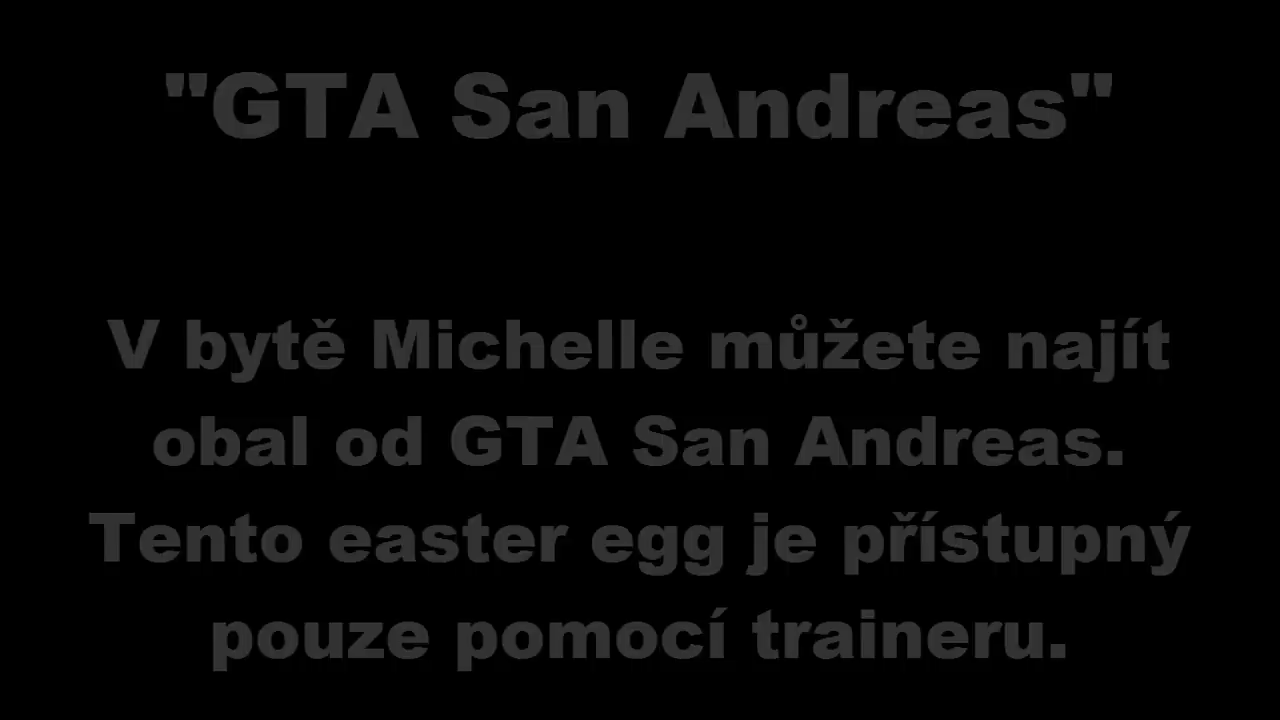 "GTA San Andreas"
V bytě Michelle můžete najít
obal od GTA San Andreas.
Tento easter egg je přístupný
pouze pomocí traineru.